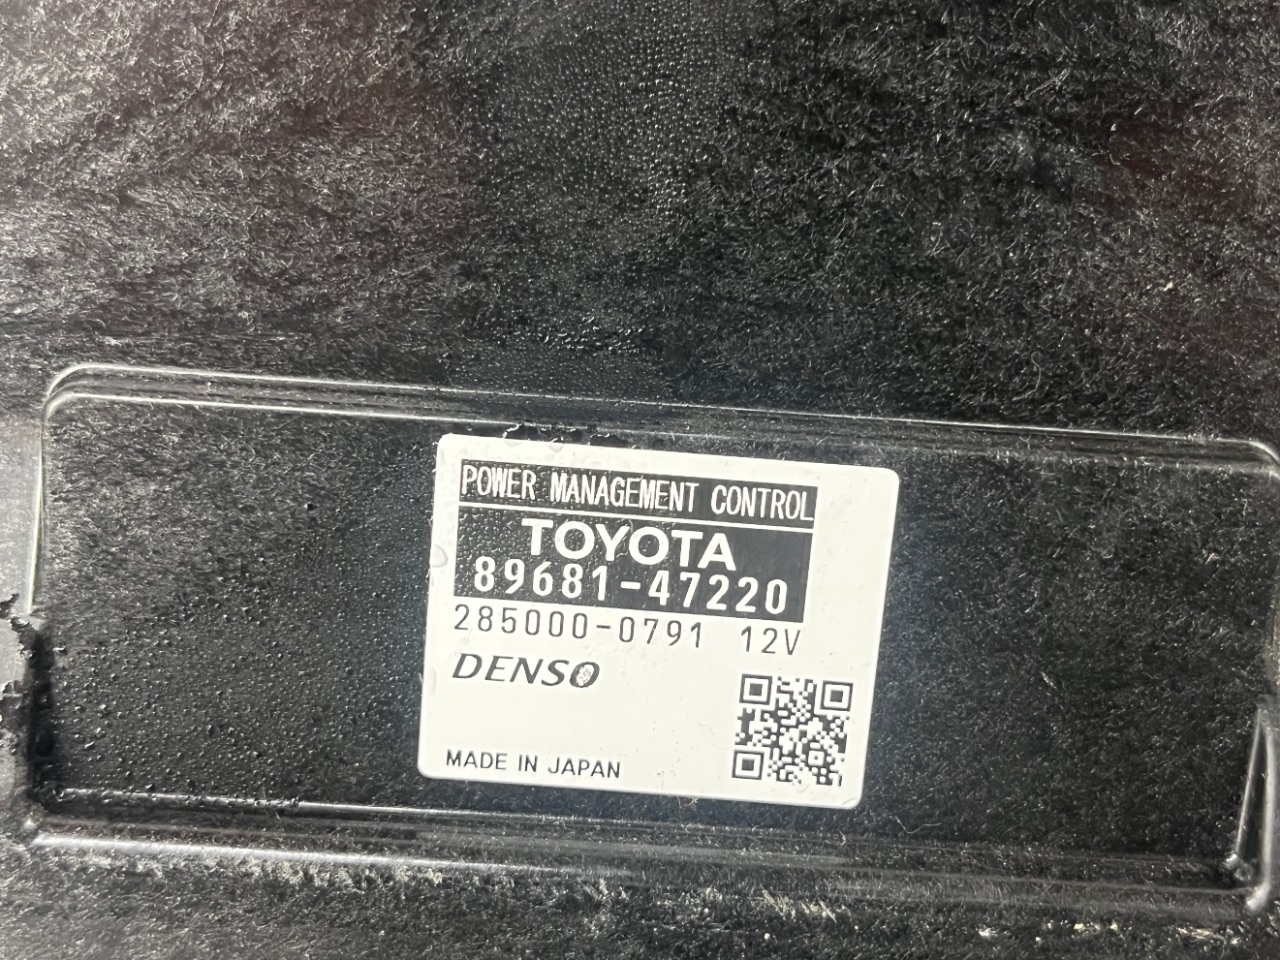 POWER MANAGEMENT CONTROL
TOYOTA
89681-47220
285000-0791 12V
DENSO
MADE IN JAPAN